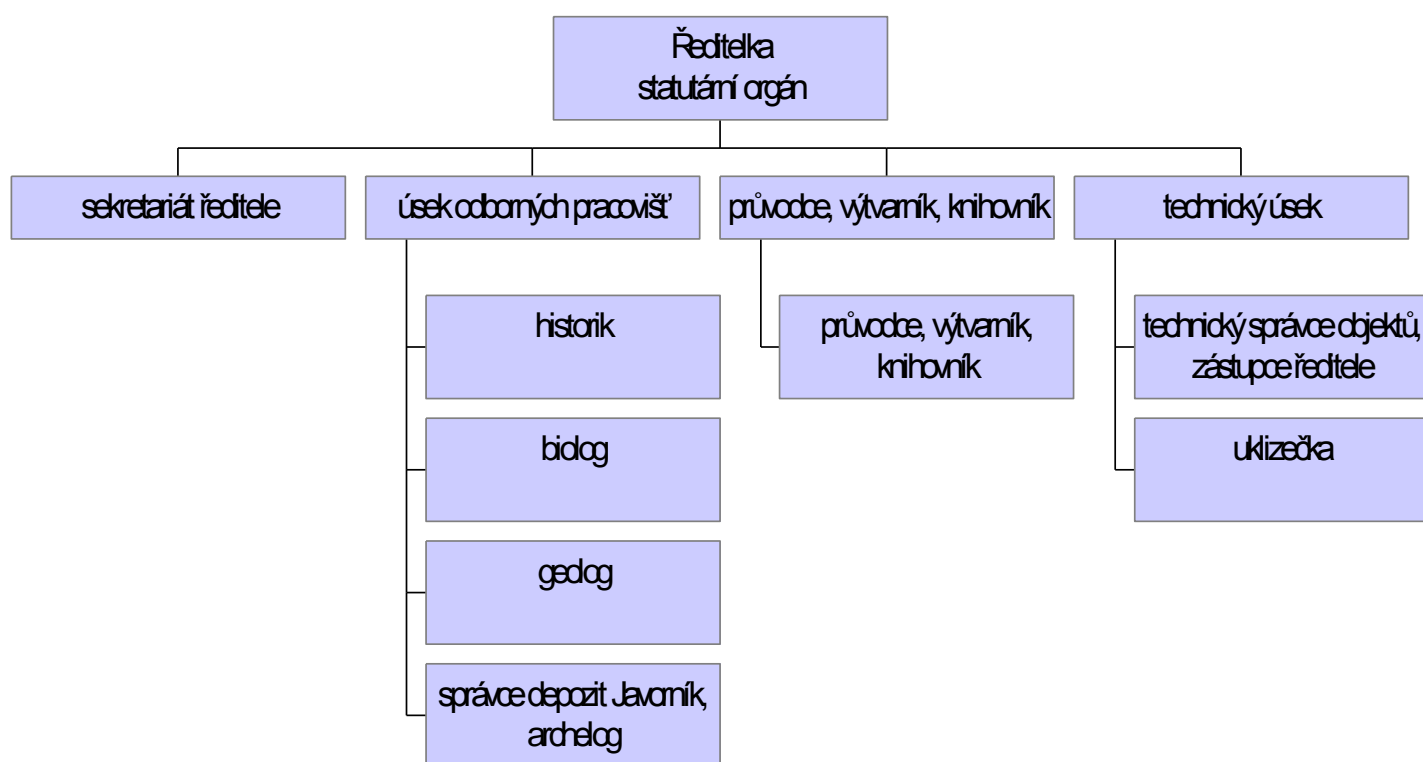 Ředitelka
statutární orgán
sekretariát ředitele
úsek odborných pracovišť
průvodce, výtvarník, knihovník
technický úsek
historik
průvodce, výtvarník,
knihovník
technický správce objektů,
zástupce ředitele
biolog
uklizečka
geolog
správce depozit Javorník,
archelog